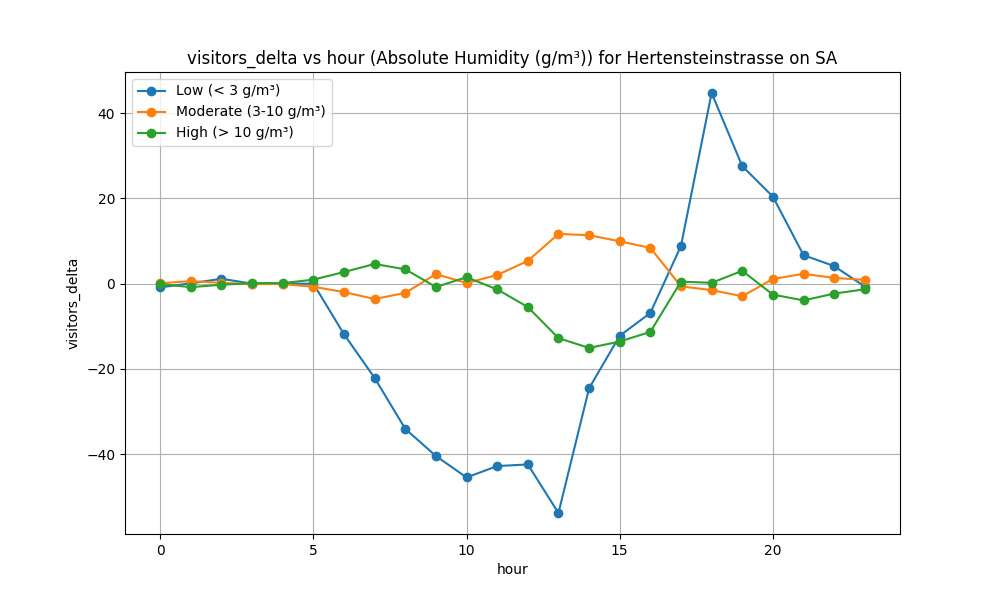 visitors_delta vs hour (Absolute Humidity (g/m³)) for Hertensteinstrasse on SA
Low (< 3 g/m³)
Moderate (3-10 g/m³)
High (> 10 g/m³)
40
20
0
−20
−40
visitors_delta
0 5 10 15 20
hour